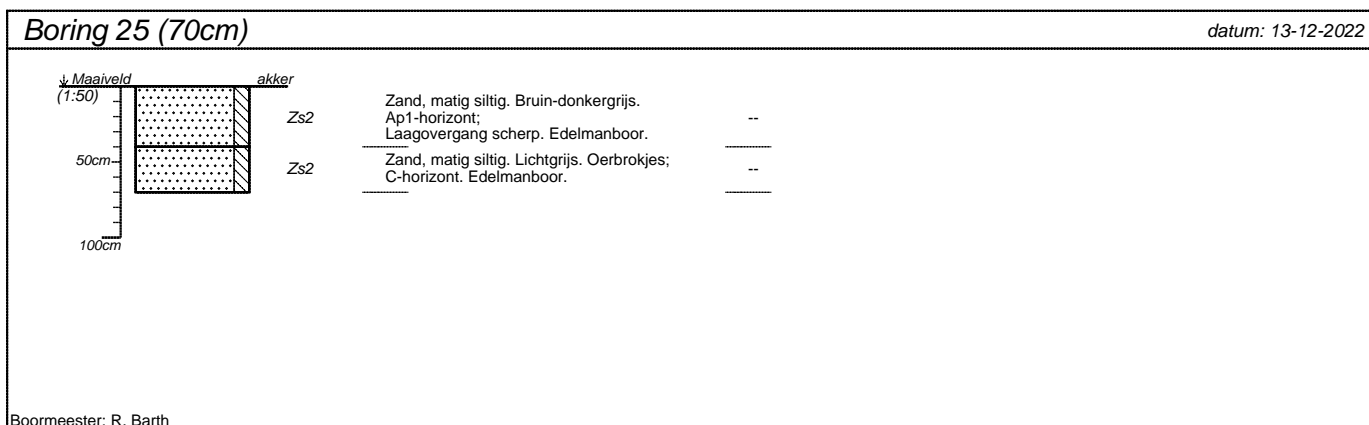 Boring 25 (70cm)
datum: 13-12-2022
Maaiveld
akker
(1:50)
Zs2
Zand, matig siltig. Bruin-donkergrijs.
Ap1-horizont;
Laagovergang scherp. Edelmanboor.
--
50cm
Zs2
Zand, matig siltig. Lichtgrijs. Oerbrokjes;
C-horizont. Edelmanboor.
--
100cm
Boormeester: R. Barth